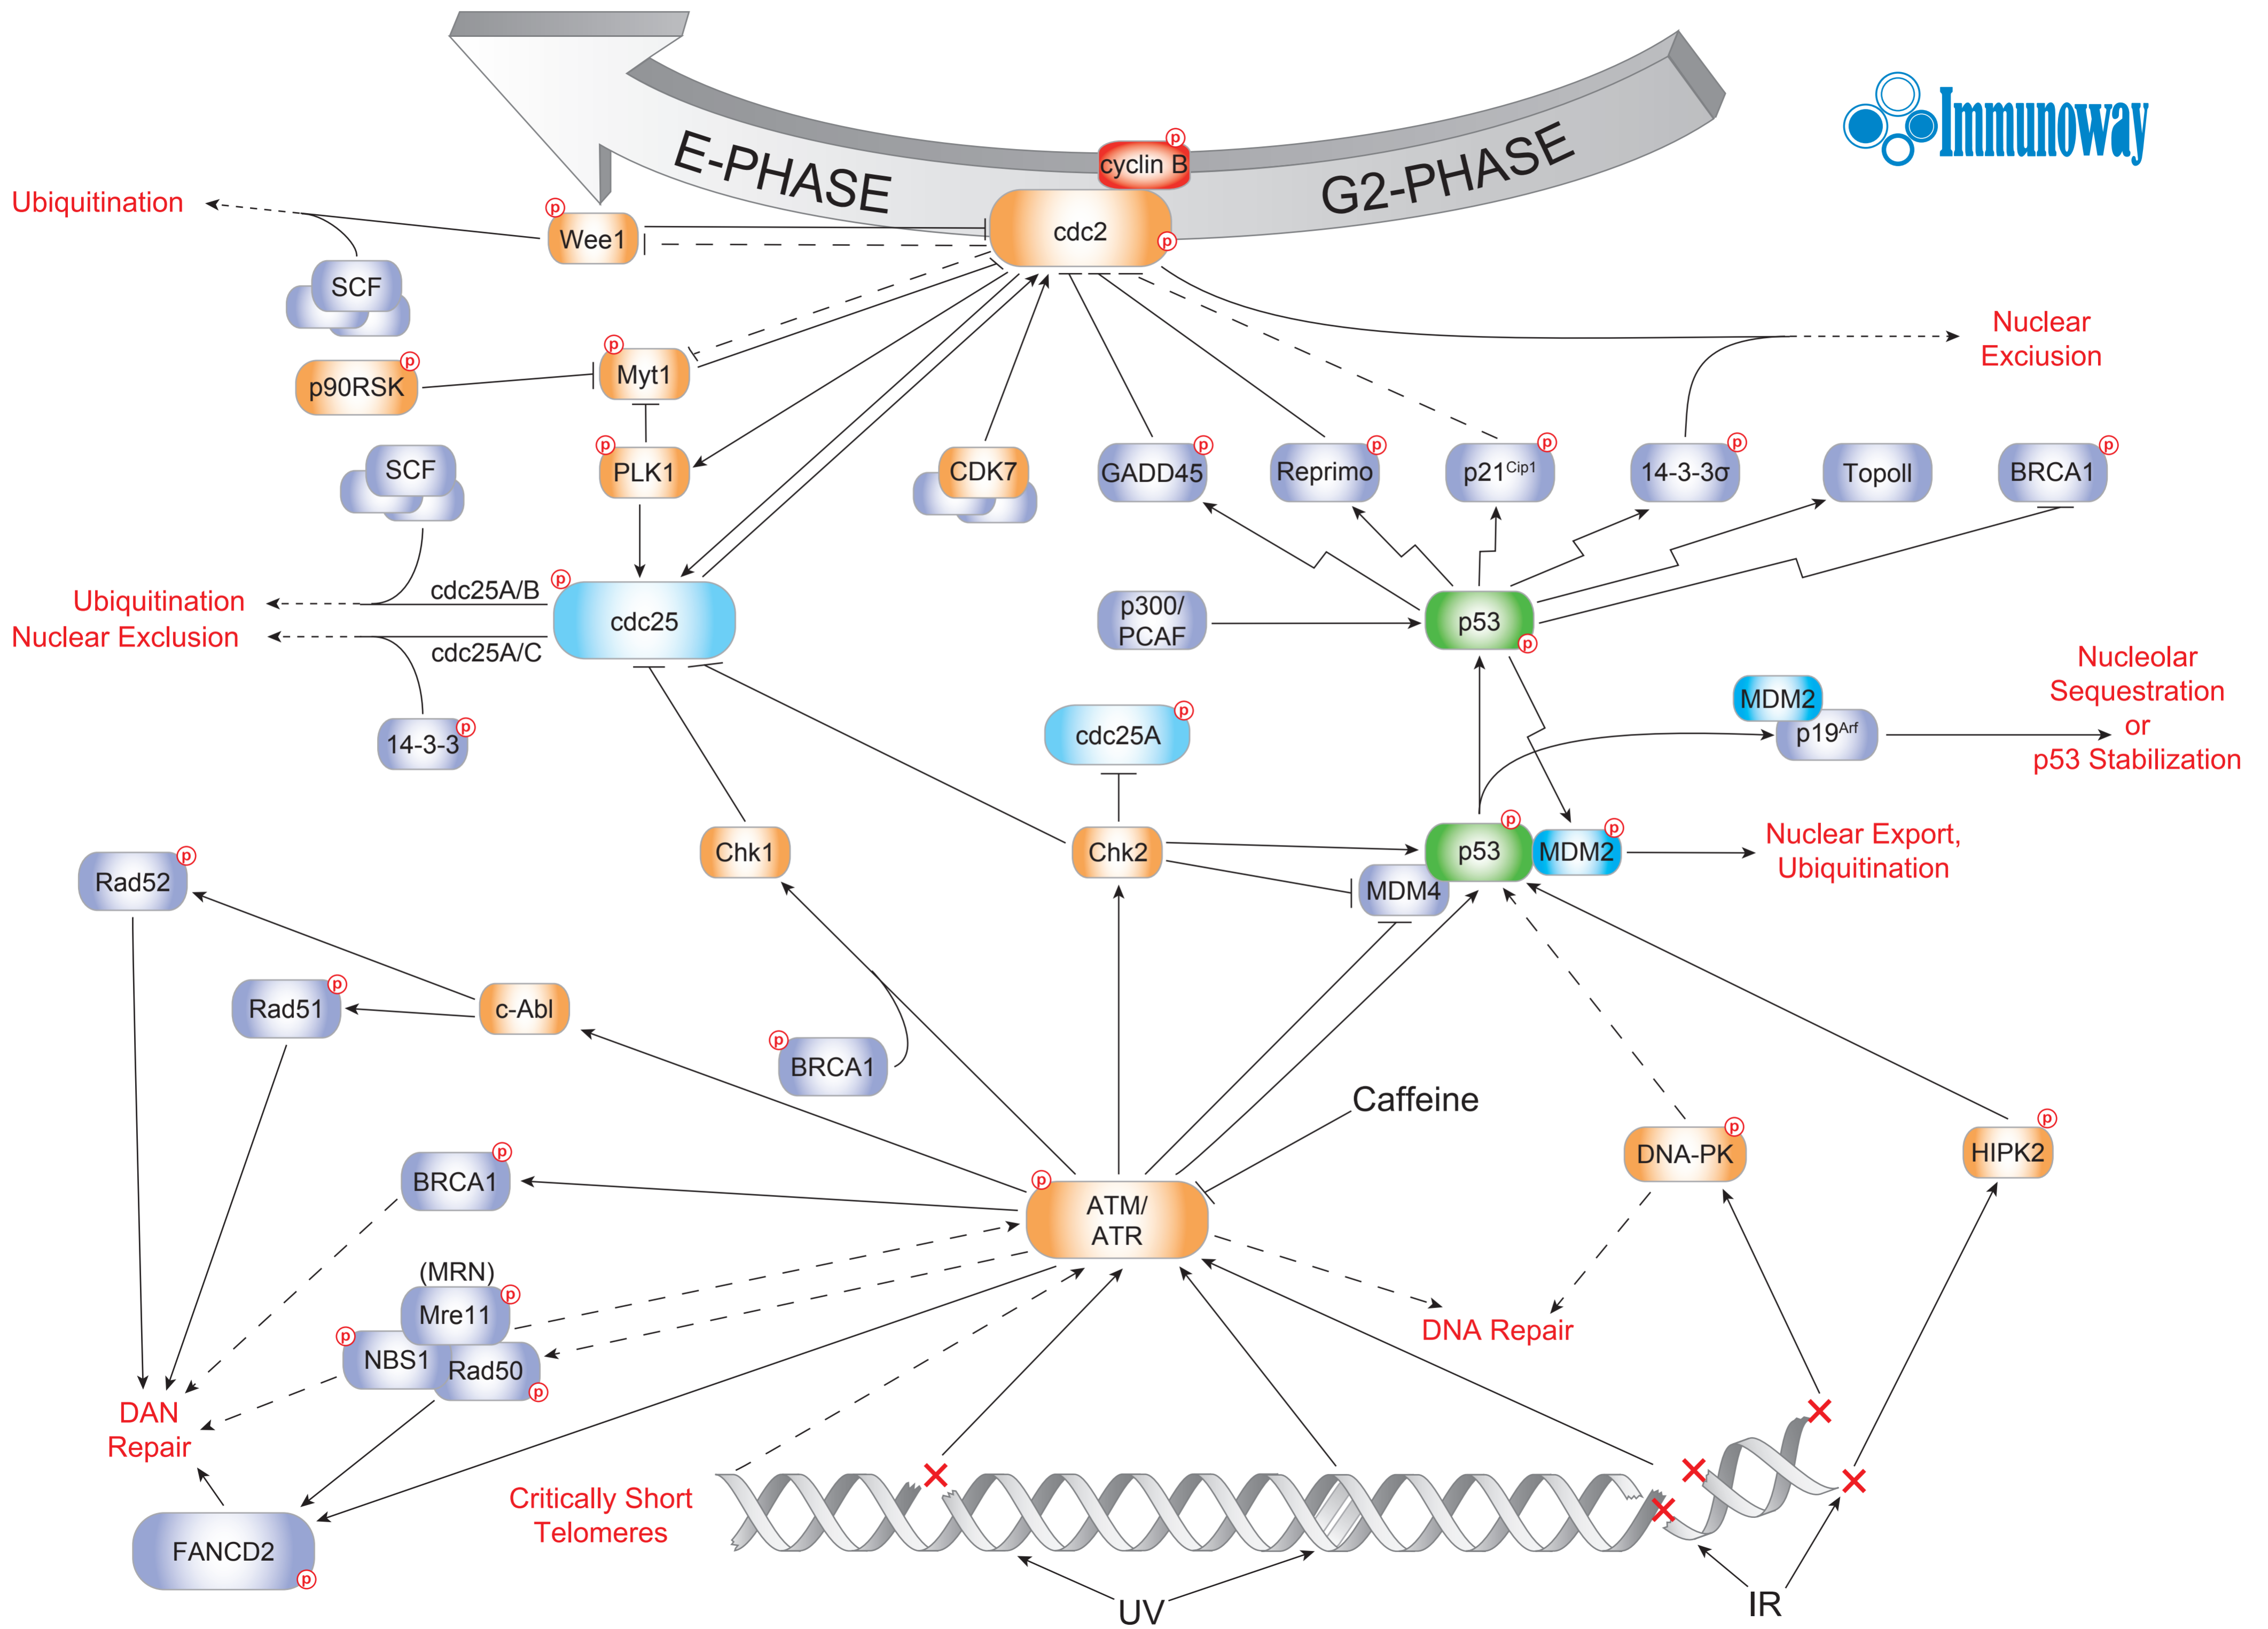 Immunoway
E-PHASE
G2-PHASE
p
cyclin B
cdc2
p
Ubiquitination
p
Wee1
SCF
Nuclear
Exciusion
p
Myt1
p
p90RSK
p
PLK1
SCF
CDK7
p
GADD45
p
Reprimo
p
p21Cip1
p
14-3-3σ
Topoll
p
BRCA1
Ubiquitination
cdc25A/B
p
cdc25
Nuclear Exclusion
cdc25A/C
p
14-3-3
p300/
PCAF
p53
p
Nucleolar
Sequestration
or
p53 Stabilization
MDM2
p19Arf
p
cdc25A
Chk1
Chk2
p
p53
p
MDM2
MDM4
Nuclear Export,
Ubiquitination
p
Rad52
p
Rad51
c-Abl
p
BRCA1
Caffeine
p
BRCA1
p
ATM/
ATR
p
DNA-PK
p
HIPK2
(MRN)
p
Mre11
p
NBS1
Rad50
p
DNA Repair
DAN
Repair
Critically Short
Telomeres
FANCD2
p
UV
IR